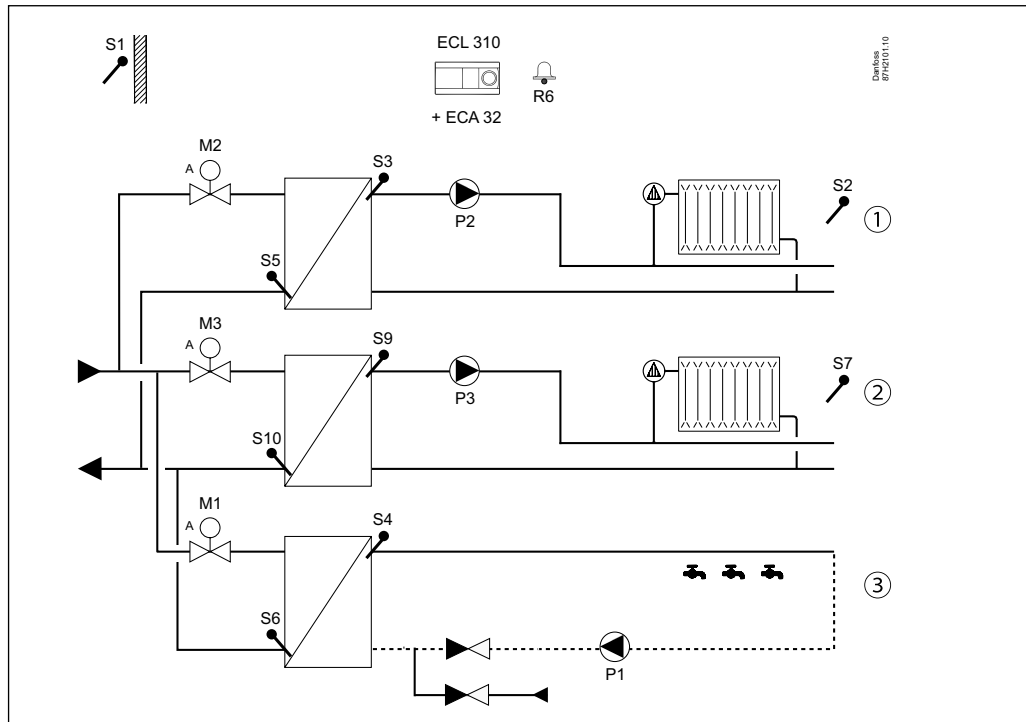 S1
ECL 310
+ ECA 32
R6
Danfoss
87H2101.10
M2
A
S3
P2
S2
1
S5
M3
A
S9
P3
S7
2
S10
M1
A
S4
3
S6
P1